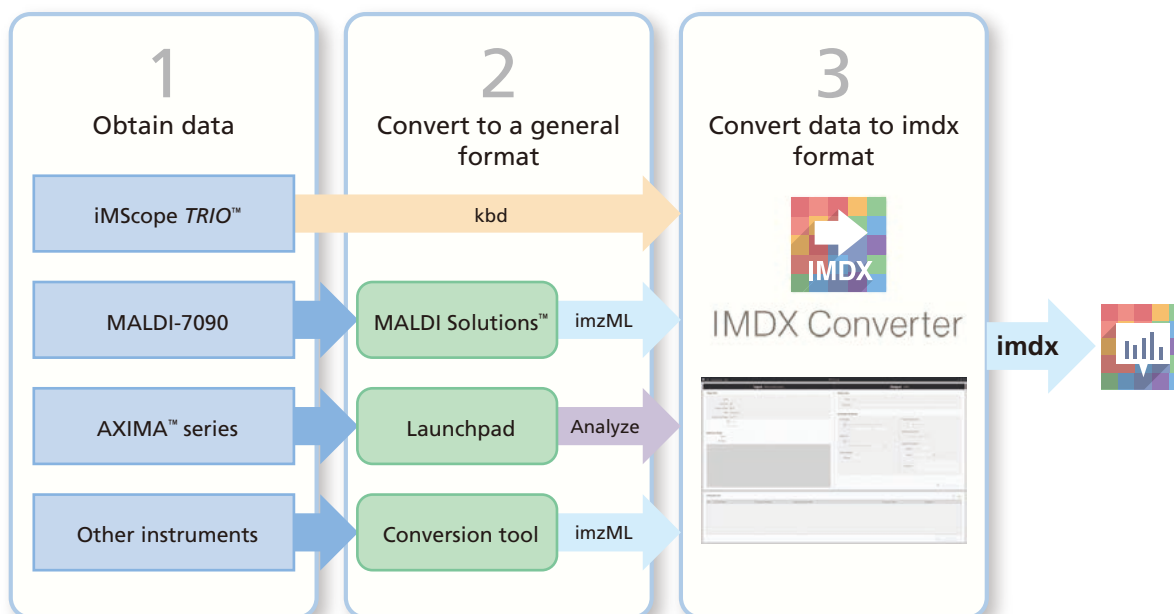 1
Obtain data
2
Convert to a general
format
3
Convert data to imdx
format
iMScope TRIO™
kbd
MALDI-7090
MALDI Solutions™
imzML
AXIMA™ series
Launchpad
Analyze
Other instruments
Conversion tool
imzML
IMDX
IMDX Converter
imdx